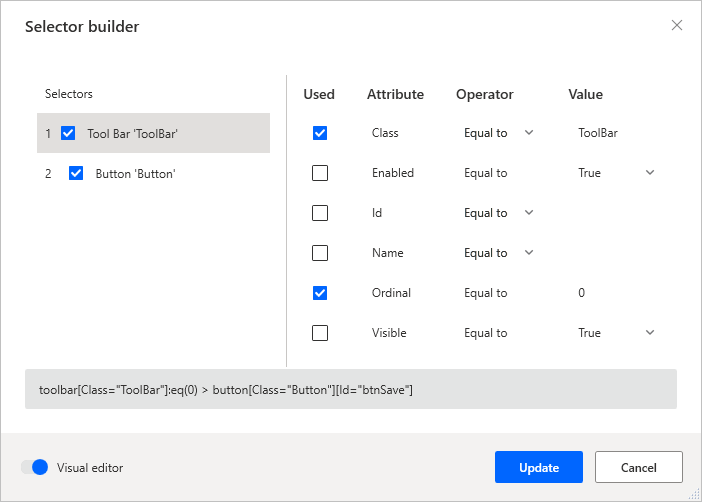 Selector builder
Selectors
1 Tool Bar 'ToolBar'
2 Button 'Button'
Used Attribute Operator Value
Class Equal to ToolBar
Enabled Equal to True
Id Equal to
Name Equal to
Ordinal Equal to 0
Visible Equal to True
toolbar[Class="ToolBar"]:eq(0) > button[Class="Button"][Id="btnSave"]
Visual editor Update Cancel